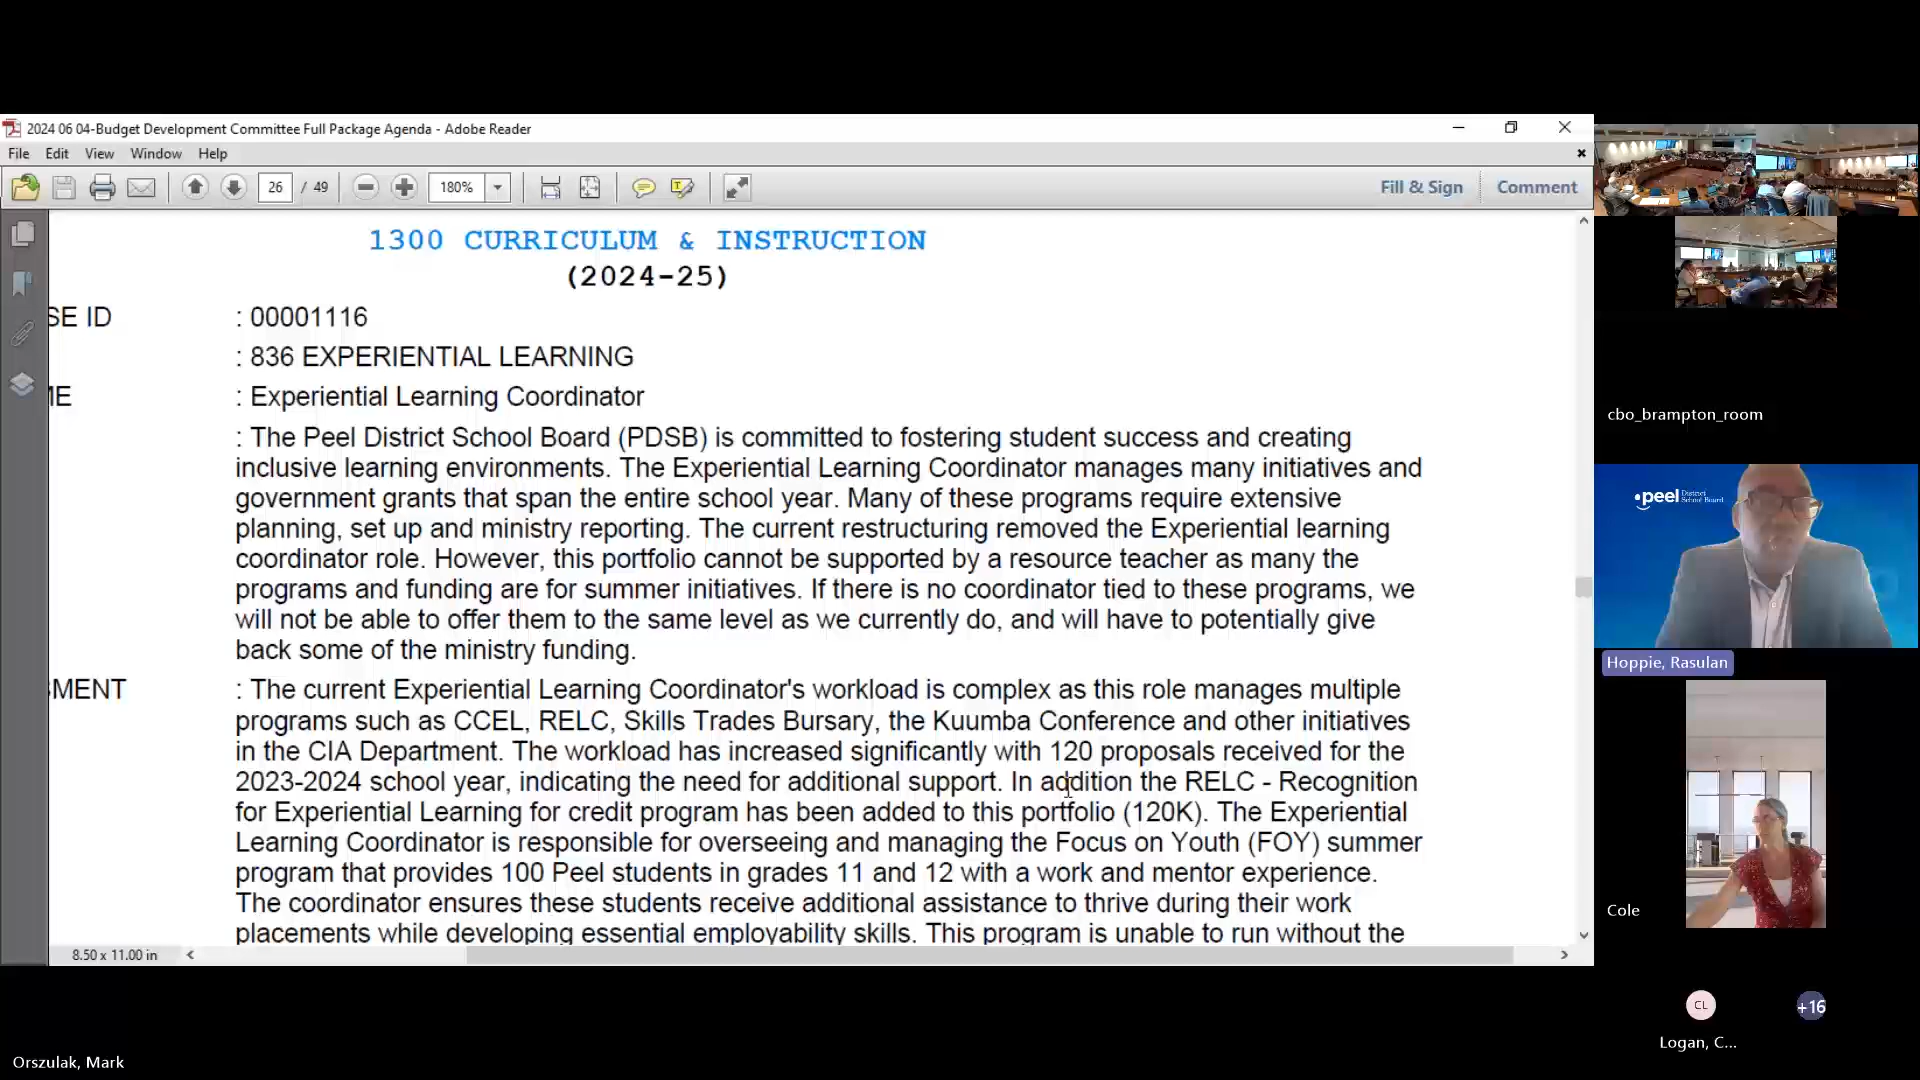 2024 06 04-Budget Development Committee Full Package Agenda - Adobe Reader
File Edit View Window Help
26 / 49
180%
Fill & Sign
Comment
1300 CURRICULUM & INSTRUCTION
(2024-25)
SE ID : 00001116
: 836 EXPERIENTIAL LEARNING
ME : Experiential Learning Coordinator
: The Peel District School Board (PDSB) is committed to fostering student success and creating
inclusive learning environments. The Experiential Learning Coordinator manages many initiatives and
government grants that span the entire school year. Many of these programs require extensive
planning, set up and ministry reporting. The current restructuring removed the Experiential learning
coordinator role. However, this portfolio cannot be supported by a resource teacher as many the
programs and funding are for summer initiatives. If there is no coordinator tied to these programs, we
will not be able to offer them to the same level as we currently do, and will have to potentially give
back some of the ministry funding.
MENT : The current Experiential Learning Coordinator's workload is complex as this role manages multiple
programs such as CCEL, RELC, Skills Trades Bursary, the Kuumba Conference and other initiatives
in the CIA Department. The workload has increased significantly with 120 proposals received for the
2023-2024 school year, indicating the need for additional support. In addition the RELC - Recognition
for Experiential Learning for credit program has been added to this portfolio (120K). The Experiential
Learning Coordinator is responsible for overseeing and managing the Focus on Youth (FOY) summer
program that provides 100 Peel students in grades 11 and 12 with a work and mentor experience.
The coordinator ensures these students receive additional assistance to thrive during their work
placements while developing essential employability skills. This program is unable to run without the
8.50 x 11.00 in
cbo_brampton_room
peel District School Board
Hoppie, Rasulan
Cole
CL
+16
Logan, C...
Orszulak, Mark